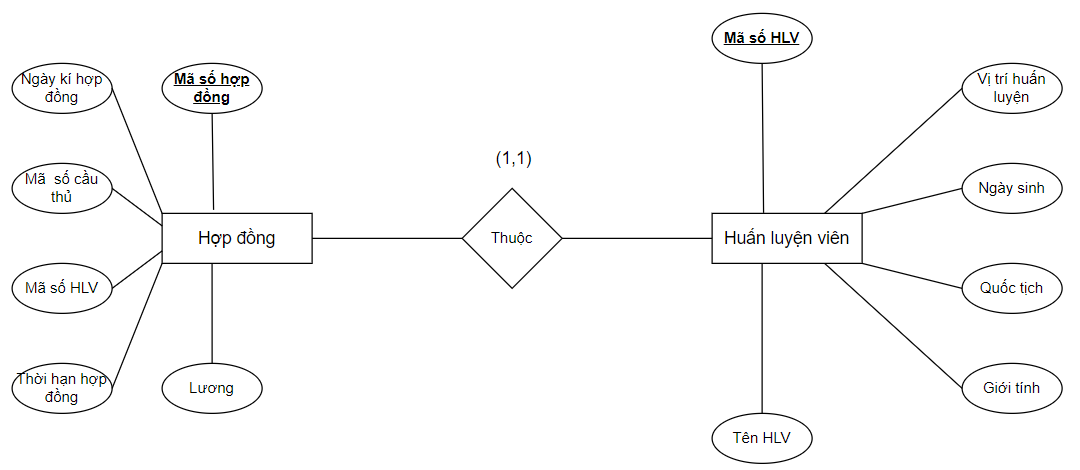 Mã số HLV
Ngày kí hợp
đồng
Mã số hợp
đồng
Vị trí huấn
luyện
(1,1)
Mã  số cầu
thủ
Ngày sinh
Hợp đồng
Thuộc
Huấn luyện viên
Mã số HLV
Quốc tịch
Thời hạn hợp
đồng
Lương
Giới tính
Tên HLV